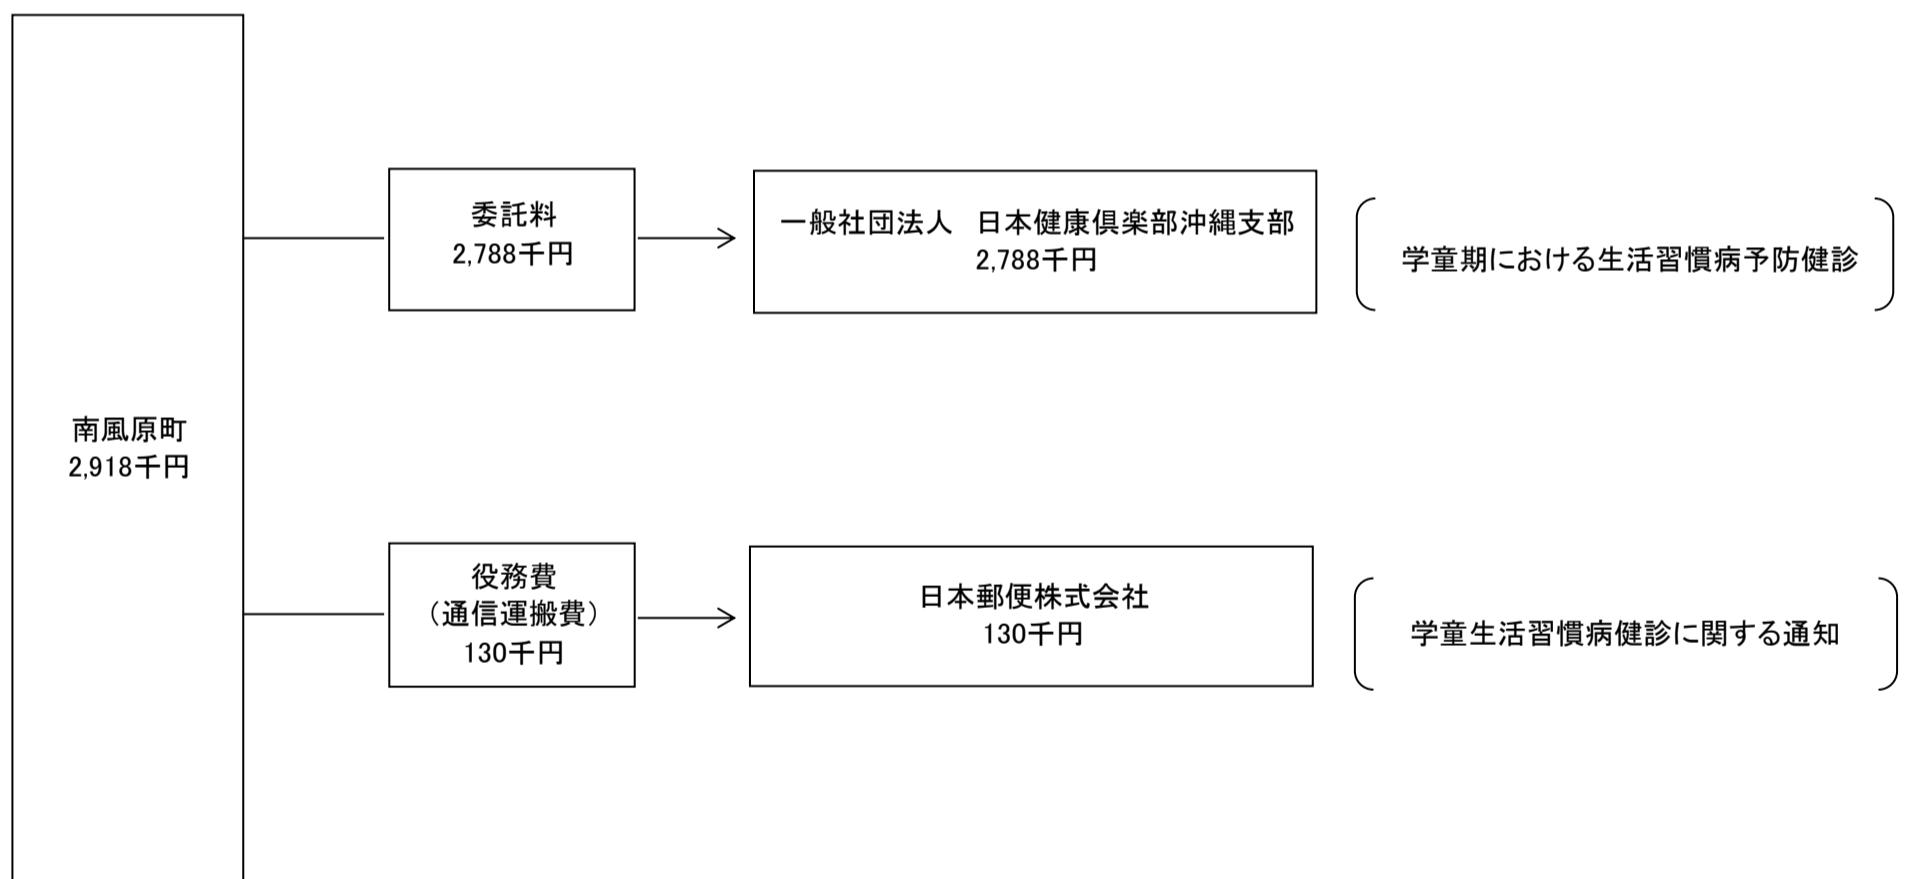 南風原町
2,918千円
委託料
2,788千円
一般社団法人　日本健康倶楽部沖縄支部
2,788千円
学童期における生活習慣病予防健診
役務費
（通信運搬費）
130千円
日本郵便株式会社
130千円
学童生活習慣病健診に関する通知